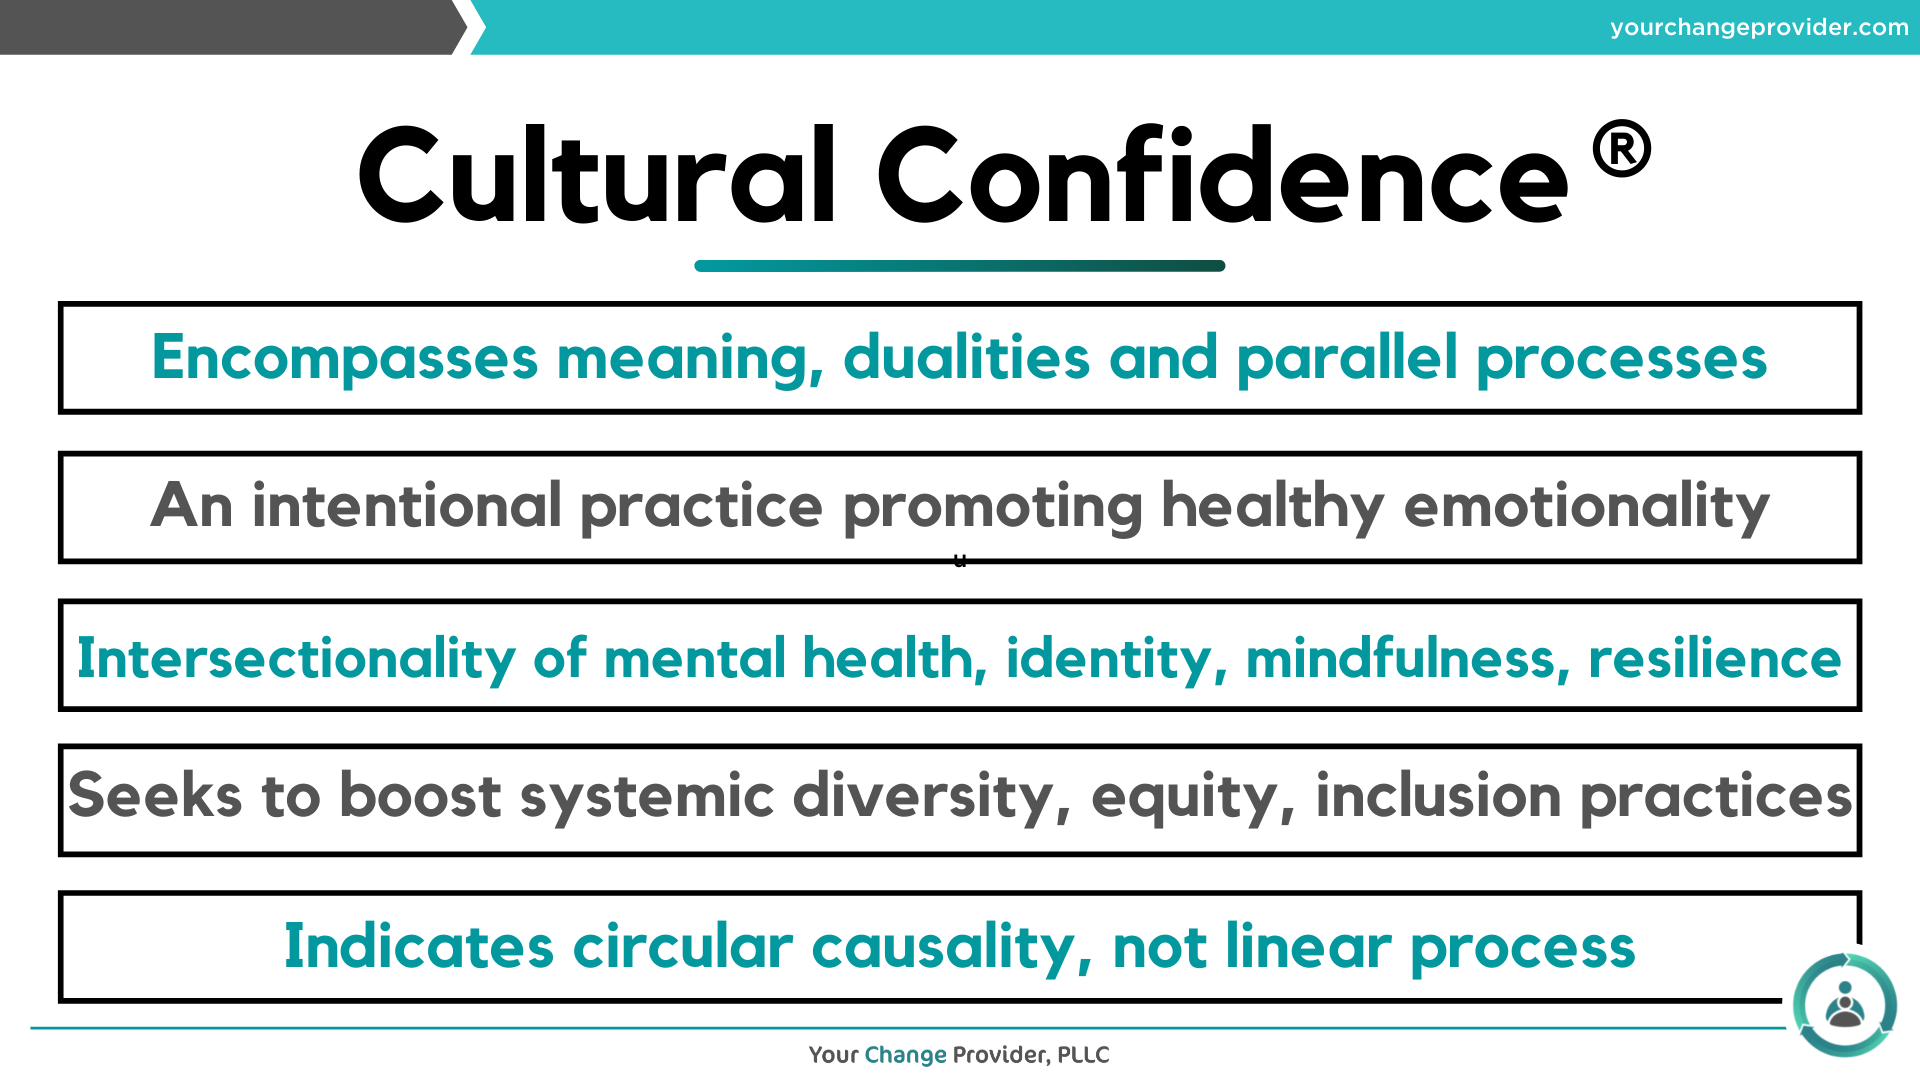 yourchangeprovider.com
Cultural Confidence ®
Encompasses meaning, dualities and parallel processes
An intentional practice promoting healthy emotionality
u
Intersectionality of mental health, identity, mindfulness, resilience
Seeks to boost systemic diversity, equity, inclusion practices
Indicates circular causality, not linear process
Your Change Provider, PLLC